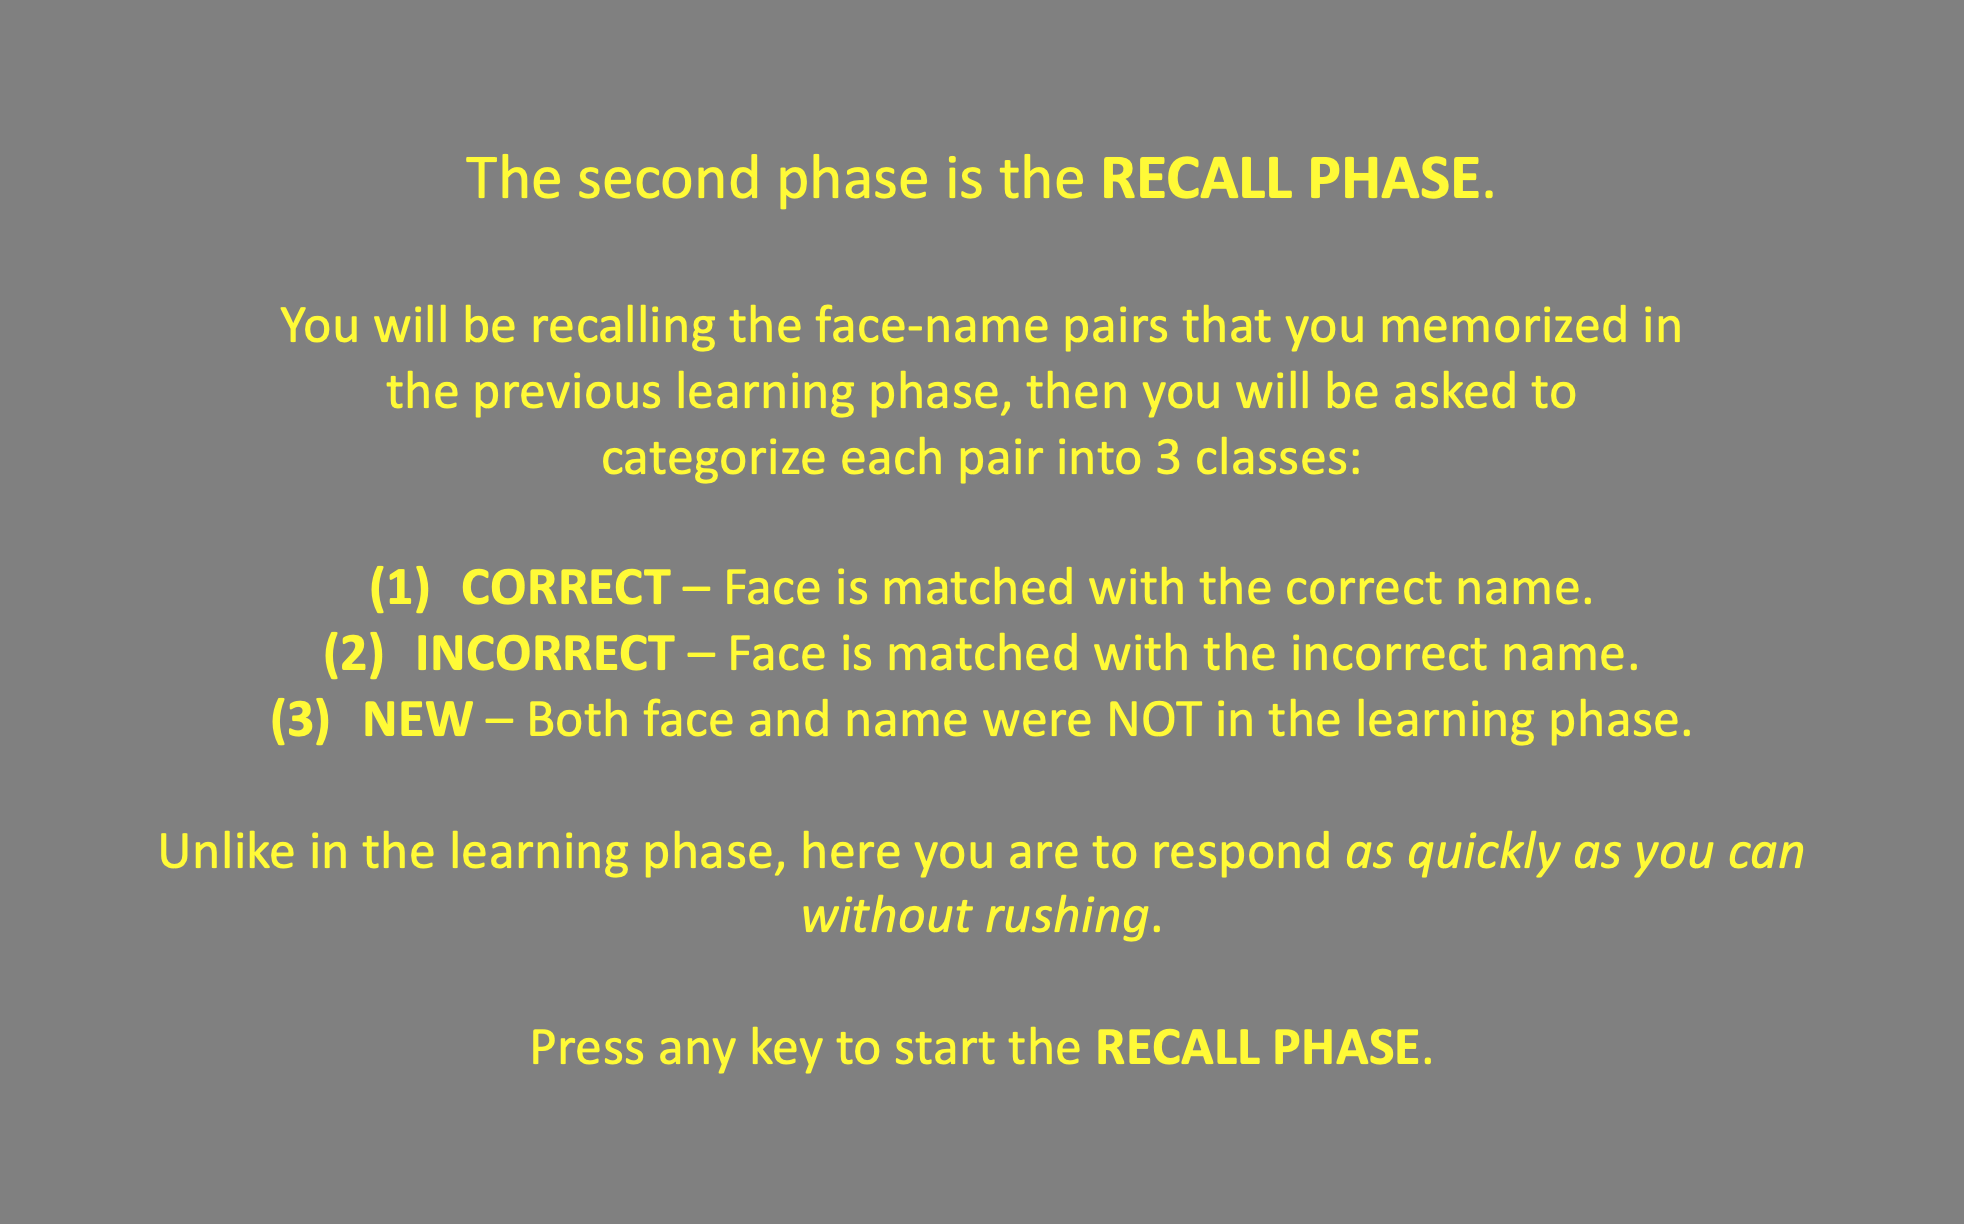 The second phase is the RECALL PHASE.
You will be recalling the face-name pairs that you memorized in
the previous learning phase, then you will be asked to
categorize each pair into 3 classes:
(1) CORRECT – Face is matched with the correct name.
(2) INCORRECT – Face is matched with the incorrect name.
(3) NEW – Both face and name were NOT in the learning phase.
Unlike in the learning phase, here you are to respond as quickly as you can
without rushing.
Press any key to start the RECALL PHASE.